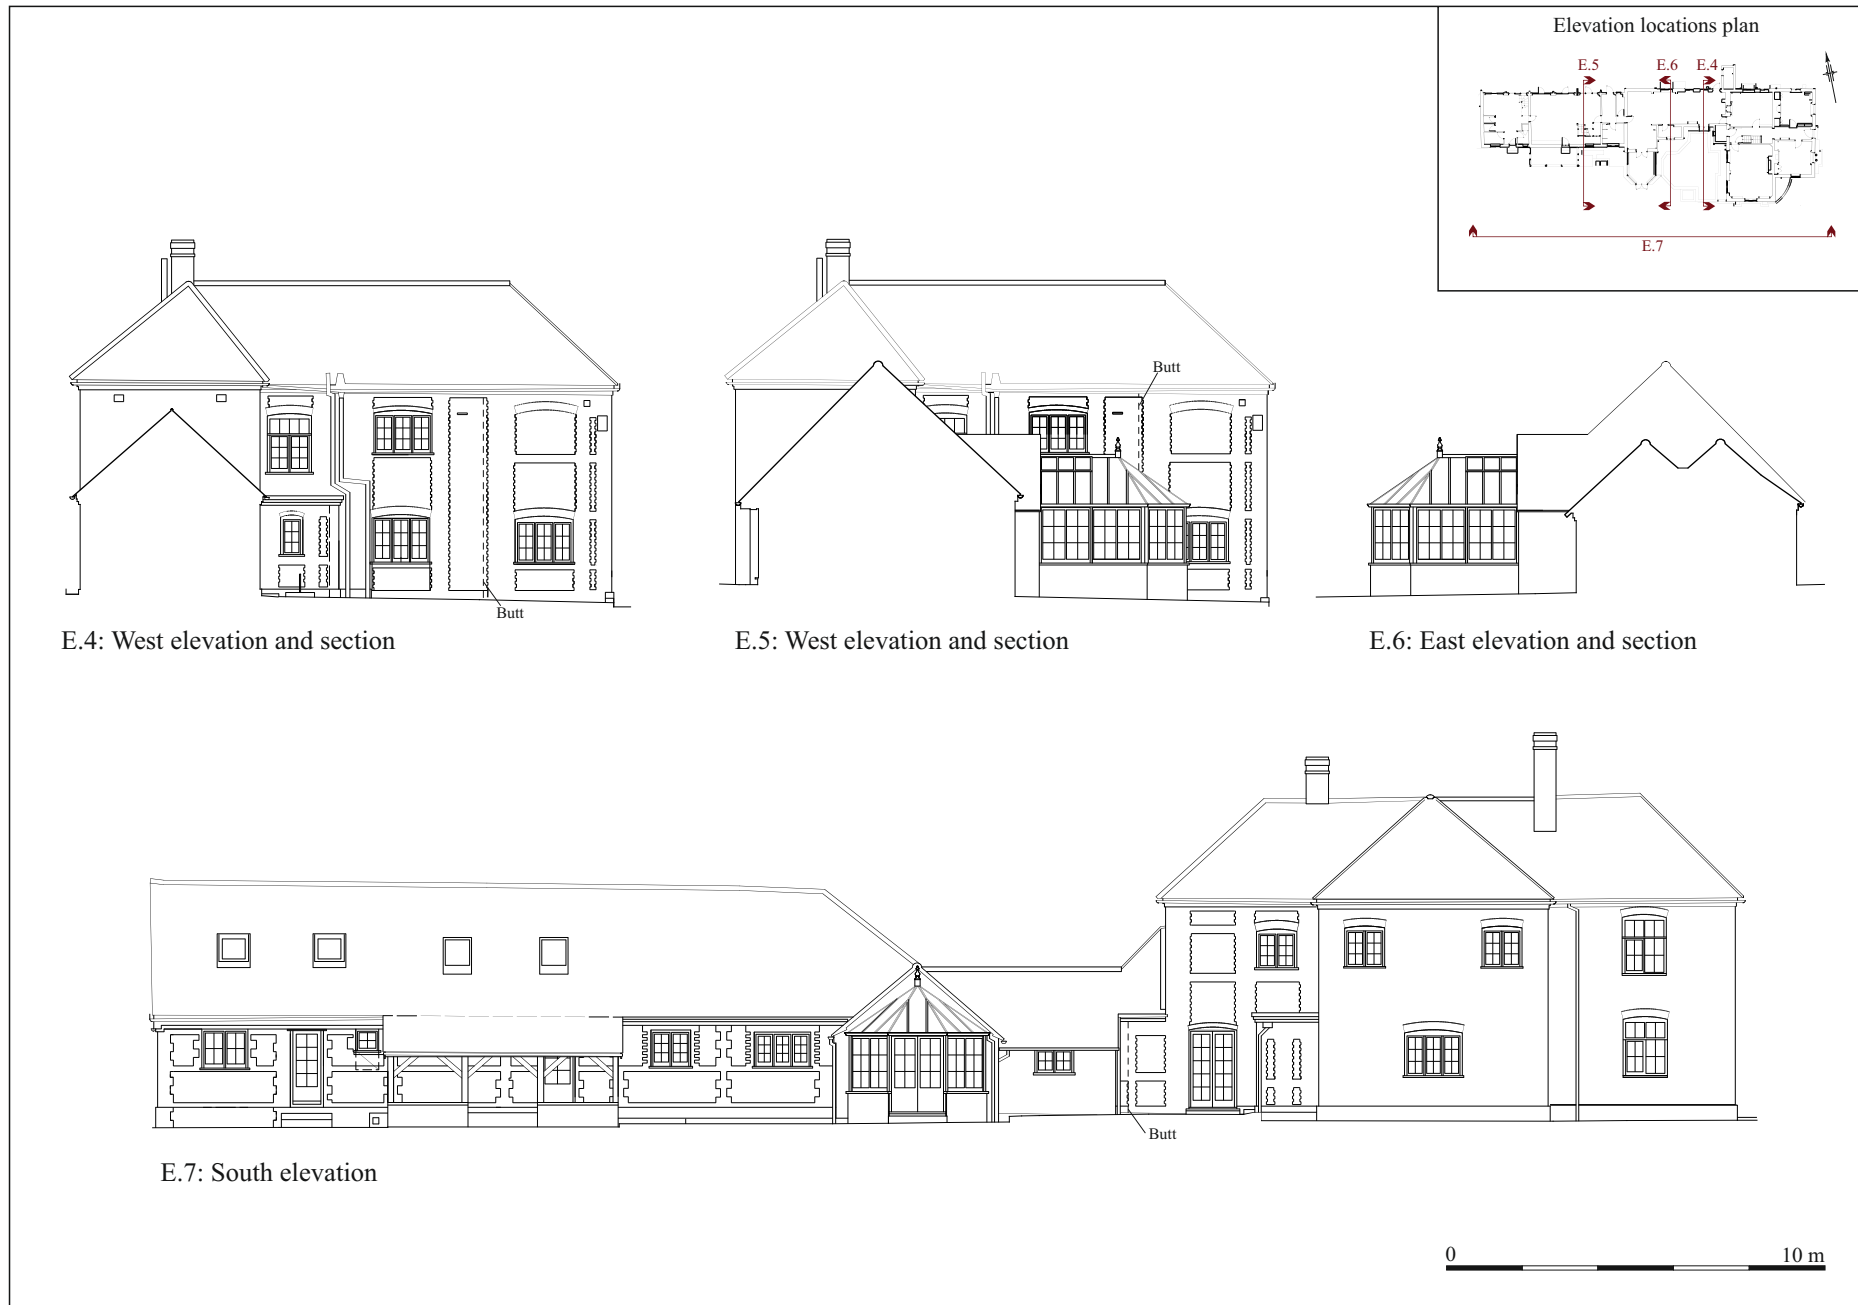 Elevation locations plan
E.5
E.6
E.4
E.7
Butt
Butt
E.4: West elevation and section
E.5: West elevation and section
E.6: East elevation and section
Butt
E.7: South elevation
0
10 m